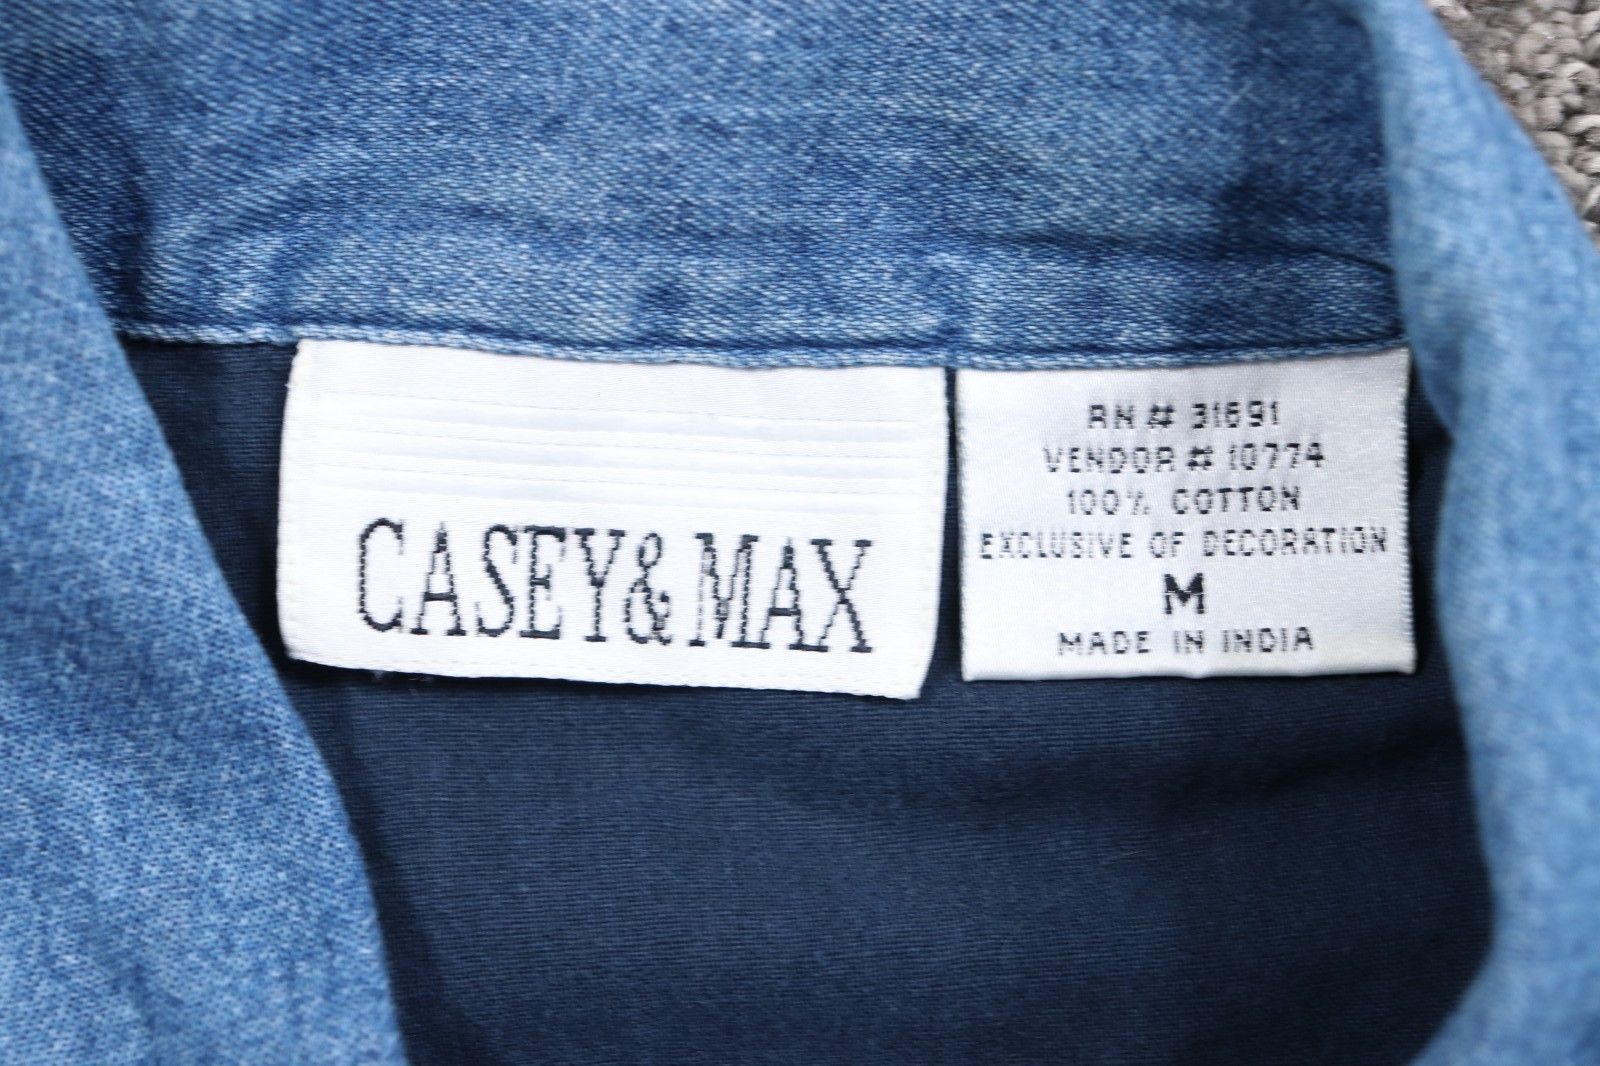 CASEY & MAX
RN # 31691
VENDOR # 10774
100% COTTON
EXCLUSIVE OF DECORATION
M
MADE IN INDIA